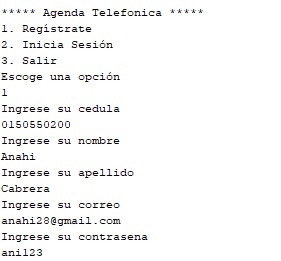 ***** Agenda Telefonica *****
1. Regístrate
2. Inicia Sesión
3. Salir
Escoge una opción
1
Ingrese su cedula
0150550200
Ingrese su nombre
Anahi
Ingrese su apellido
Cabrera
Ingrese su correo
anahi28@gmail.com
Ingrese su contrasena
ani123